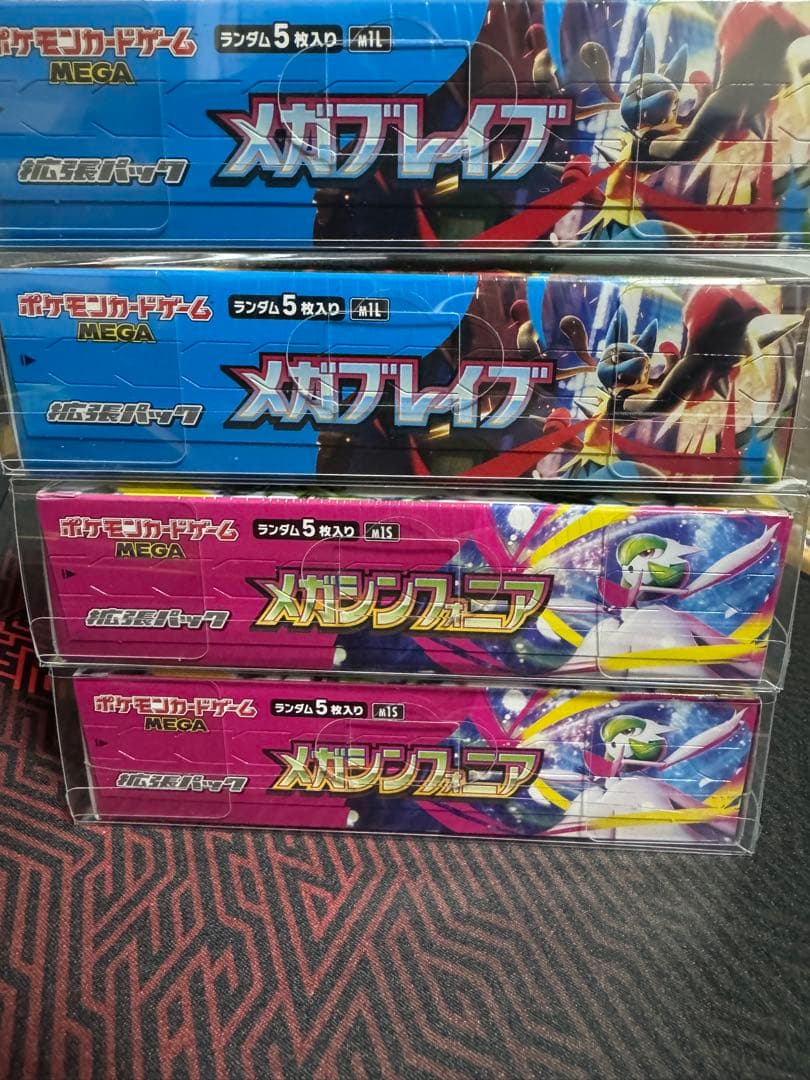 ポケモンカードゲーム
MEGA
ランダム5枚入り M1L
拡張パック
メガブレイブ
ポケモンカードゲーム
MEGA
ランダム5枚入り M1L
拡張パック
メガブレイブ
ポケモンカードゲーム
MEGA
ランダム5枚入り M1S
拡張パック
メガシンフォニア
ポケモンカードゲーム
MEGA
ランダム5枚入り M1S
拡張パック
メガシンフォニア